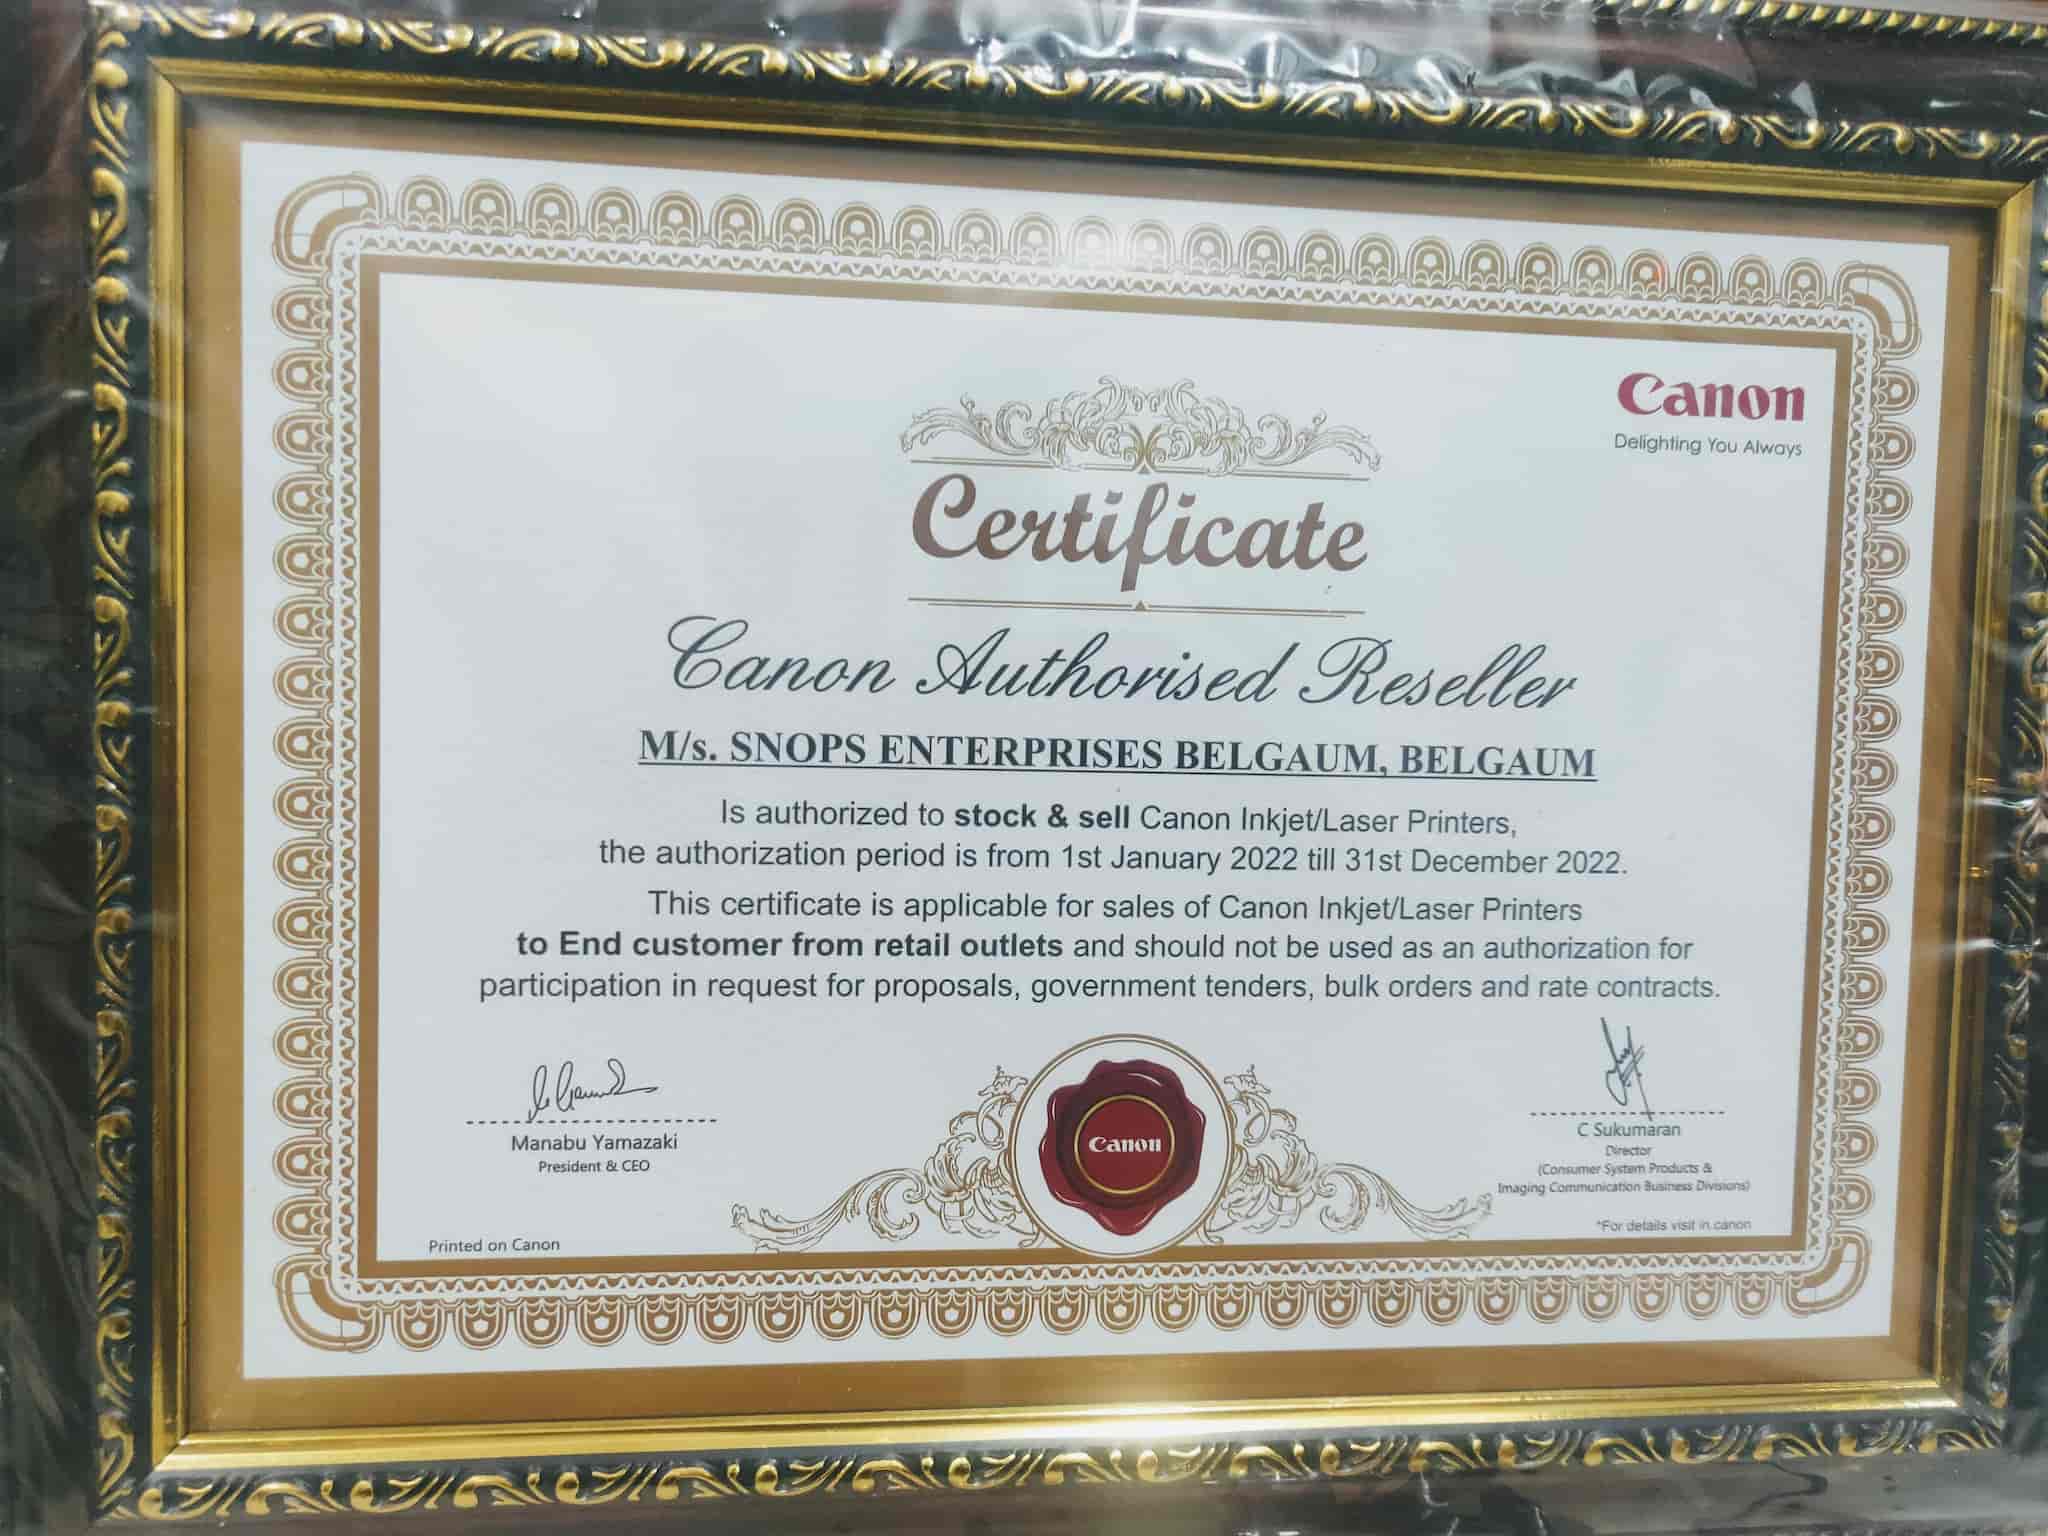 Canon
Delighting You Always
Certificate
Canon Authorised Reseller
M/s. SNOPS ENTERPRISES BELGAUM, BELGAUM
Is authorized to stock & sell Canon Inkjet/Laser Printers,
the authorization period is from 1st January 2022 till 31st December 2022.
This certificate is applicable for sales of Canon Inkjet/Laser Printers
to End customer from retail outlets and should not be used as an authorization for
participation in request for proposals, government tenders, bulk orders and rate contracts.
Manabu Yamazaki
President & CEO
Canon
C Sukumaran
Director
(Consumer System Products &
Imaging Communication Business Divisions)
*For details visit in.canon
Printed on Canon